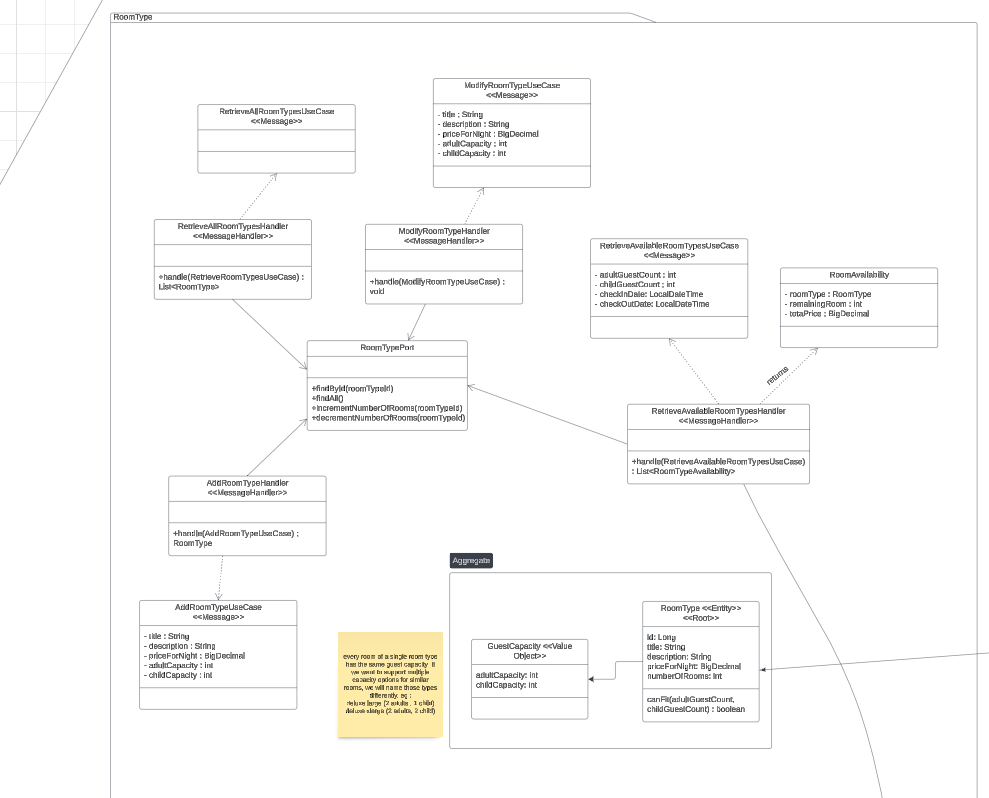 RoomType
ModifyRoomTypeUseCase
<<Message>>
- title : String
- description : String
- priceForNight : BigDecimal
- adultCapacity : int
- childCapacity : int
RetrieveAllRoomTypesUseCase
<<Message>>
RetrieveAllRoomTypesHandler
<<MessageHandler>>
+handle(RetrieveRoomTypesUseCase) :
List<RoomType>
ModifyRoomTypeHandler
<<MessageHandler>>
+handle(ModifyRoomTypeUseCase) :
void
RetrieveAvailableRoomTypesUseCase
<<Message>>
- adultGuestCount : int
- childGuestCount : int
- checkInDate: LocalDateTime
- checkOutDate: LocalDateTime
RoomAvailability
- roomType : RoomType
- remainingRoom : int
- totaPrice : BigDecimal
returns
RoomTypePort
+findById(roomTypeId)
+findAll()
+incrementNumberOfRooms(roomTypeId)
+decrementNumberOfRooms(roomTypeId)
RetrieveAvailableRoomTypesHandler
<<MessageHandler>>
+handle(RetrieveAvailableRoomTypesUseCase)
: List<RoomTypeAvailability>
AddRoomTypeHandler
<<MessageHandler>>
+handle(AddRoomTypeUseCase) :
RoomType
AddRoomTypeUseCase
<<Message>>
- title : String
- description : String
- priceForNight : BigDecimal
- adultCapacity : int
- childCapacity : int
every room of a single room type
has the same guest capacity. if
we want to support multiple
capacity options for similar
rooms, we will name those types
differently. eg :
deluxe large (2 adults, 1 child)
deluxe xlarge (2 adults, 2 child)
Aggregate
GuestCapacity <<Value
Object>>
adultCapacity: int
childCapacity: int
RoomType <<Entity>>
<<Root>>
id: Long
title: String
description: String
priceForNight: BigDecimal
numberOfRooms: int
canFit(adultGuestCount,
childGuestCount) : boolean